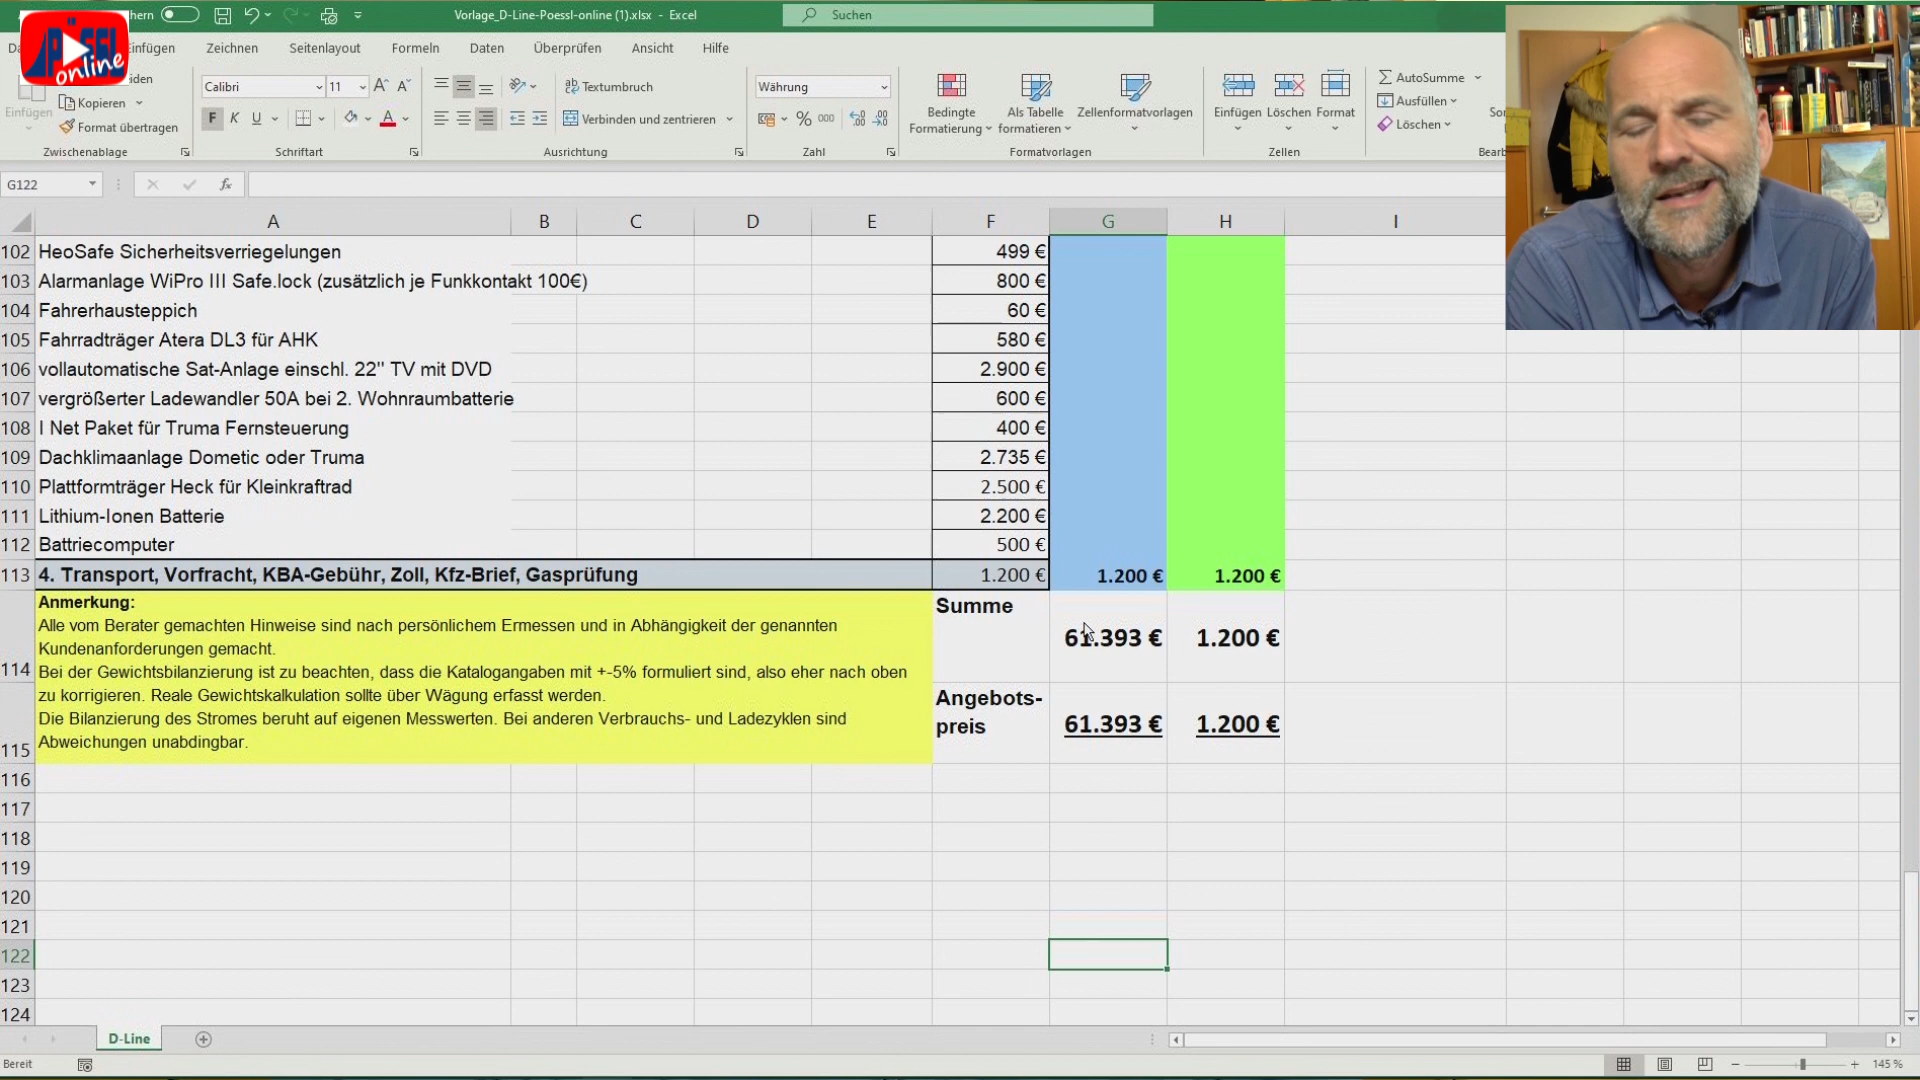 Vorlage_D-Line-Poessl-online (1).xlsx - Excel
Suchen
PÖSSL
online
Einfügen Zeichnen Seitenlayout Formeln Daten Überprüfen Ansicht Hilfe
Einfügen
Kopieren
Format übertragen
Zwischenablage
Calibri 11
F K U
Schriftart
Textumbruch
Verbinden und zentrieren
Ausrichtung
Währung
% 000
Zahl
Bedingte Formatierung
Als Tabelle formatieren
Zellenformatvorlagen
Formatvorlagen
Einfügen Löschen Format
Zellen
AutoSumme
Ausfüllen
Löschen
G122
fx
A B C D E F G H I
102 HeoSafe Sicherheitsverriegelungen 499 €
103 Alarmanlage WiPro III Safe.lock (zusätzlich je Funkkontakt 100€) 800 €
104 Fahrerhausteppich 60 €
105 Fahrradträger Atera DL3 für AHK 580 €
106 vollautomatische Sat-Anlage einschl. 22" TV mit DVD 2.900 €
107 vergrößerter Ladewandler 50A bei 2. Wohnraumbatterie 600 €
108 I Net Paket für Truma Fernsteuerung 400 €
109 Dachklimaanlage Dometic oder Truma 2.735 €
110 Plattformträger Heck für Kleinkraftrad 2.500 €
111 Lithium-Ionen Batterie 2.200 €
112 Battriecomputer 500 €
113 4. Transport, Vorfracht, KBA-Gebühr, Zoll, Kfz-Brief, Gasprüfung 1.200 € 1.200 € 1.200 €
Anmerkung:
Alle vom Berater gemachten Hinweise sind nach persönlichem Ermessen und in Abhängigkeit der genannten
Kundenanforderungen gemacht.
Bei der Gewichtsbilanzierung ist zu beachten, dass die Katalogangaben mit +-5% formuliert sind, also eher nach oben
zu korrigieren. Reale Gewichtskalkulation sollte über Wägung erfasst werden.
Die Bilanzierung des Stromes beruht auf eigenen Messwerten. Bei anderen Verbrauchs- und Ladezyklen sind
Abweichungen unabdingbar.
114 Summe 61.393 € 1.200 €
115 Angebots-
preis 61.393 € 1.200 €
116
117
118
119
120
121
122
123
124
D-Line
Bereit
145 %